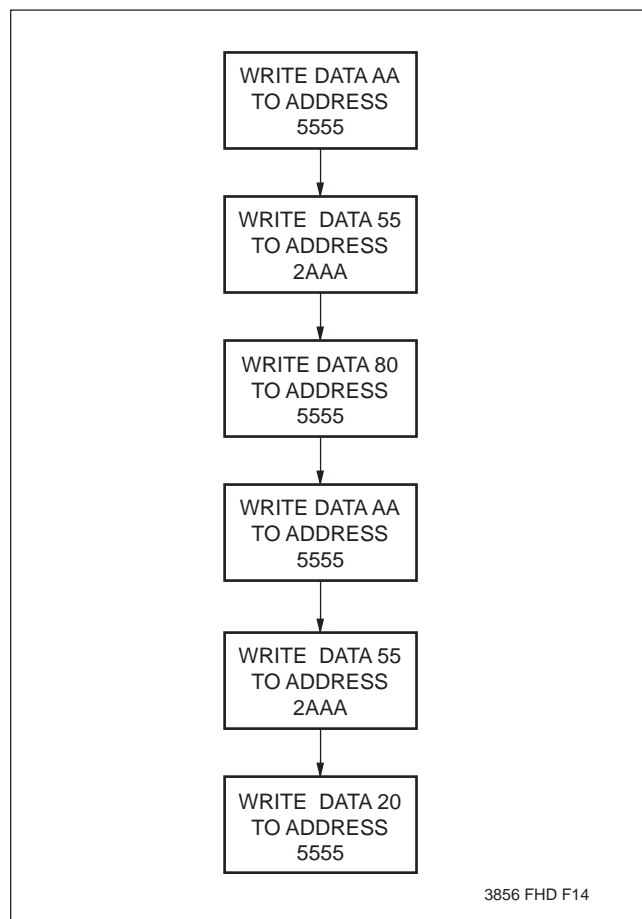 WRITE DATA AA
TO ADDRESS
5555
WRITE DATA 55
TO ADDRESS
2AAA
WRITE DATA 80
TO ADDRESS
5555
WRITE DATA AA
TO ADDRESS
5555
WRITE DATA 55
TO ADDRESS
2AAA
WRITE DATA 20
TO ADDRESS
5555
3856 FHD F14